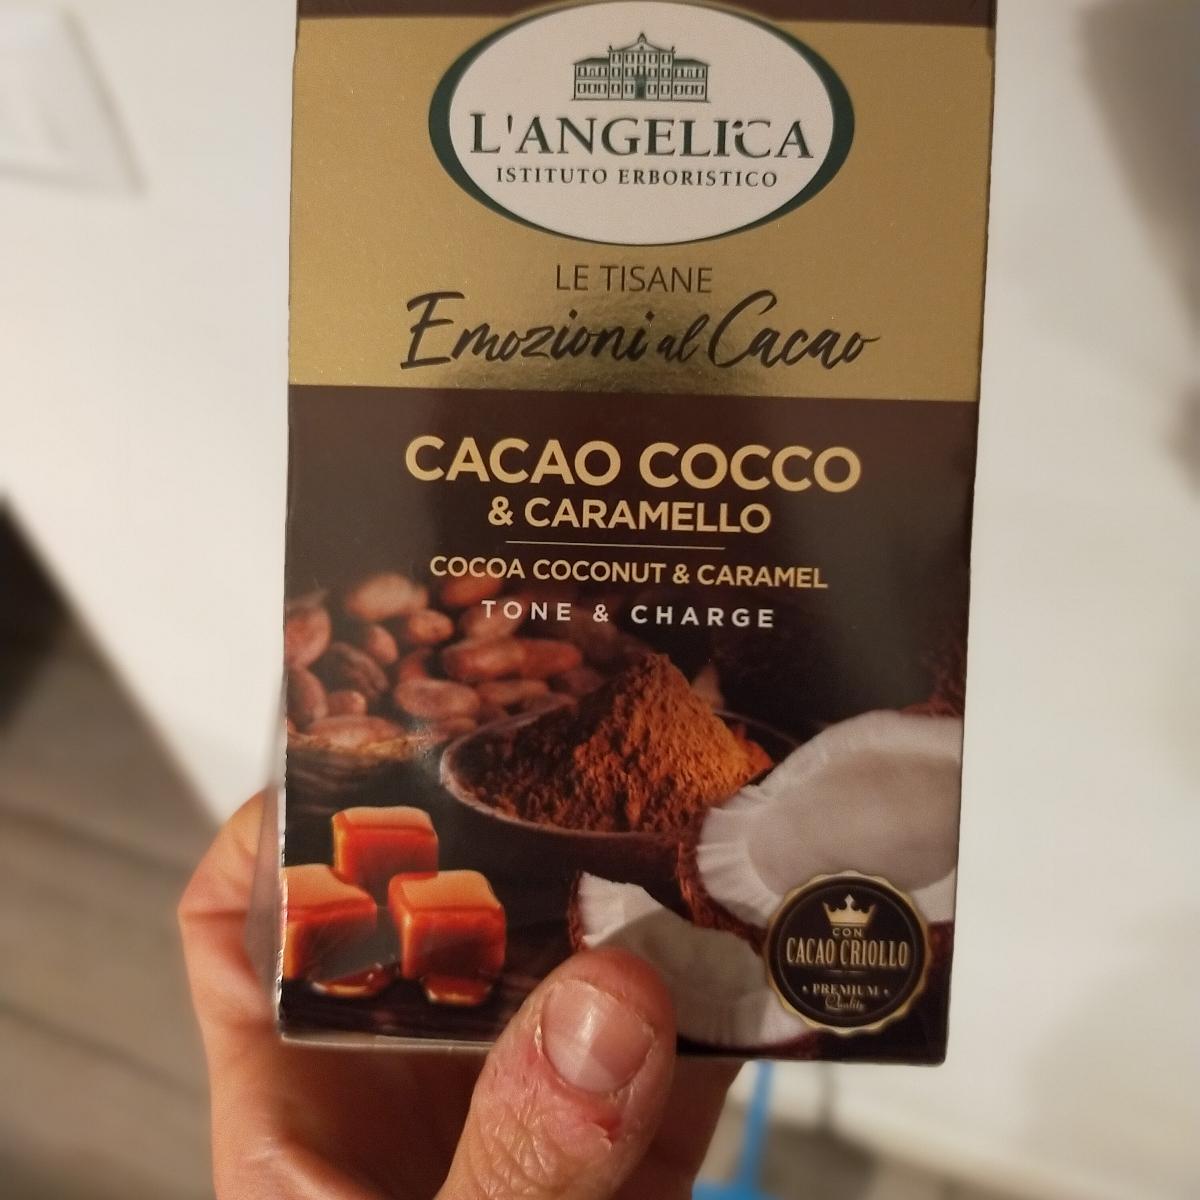 L'ANGELICA
ISTITUTO ERBORISTICO
LE TISANE
Emozioni al Cacao
CACAO COCCO
& CARAMELLO
COCOA COCONUT & CARAMEL
TONE & CHARGE
CON
CACAO CRIOLLO
• PREMIUM •
Quality